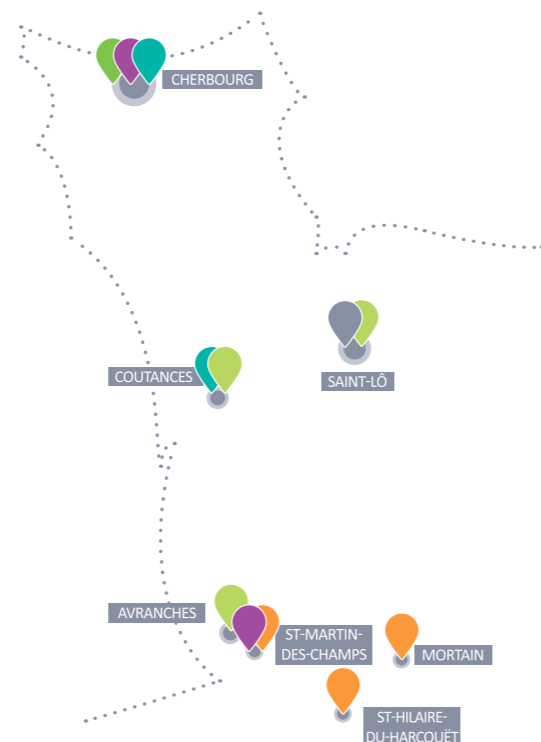 CHERBOURG
COUTANCES
SAINT-LÔ
AVRANCHES
ST-MARTIN-
DES-CHAMPS
MORTAIN
ST-HILAIRE-
DU-HARCOUËT